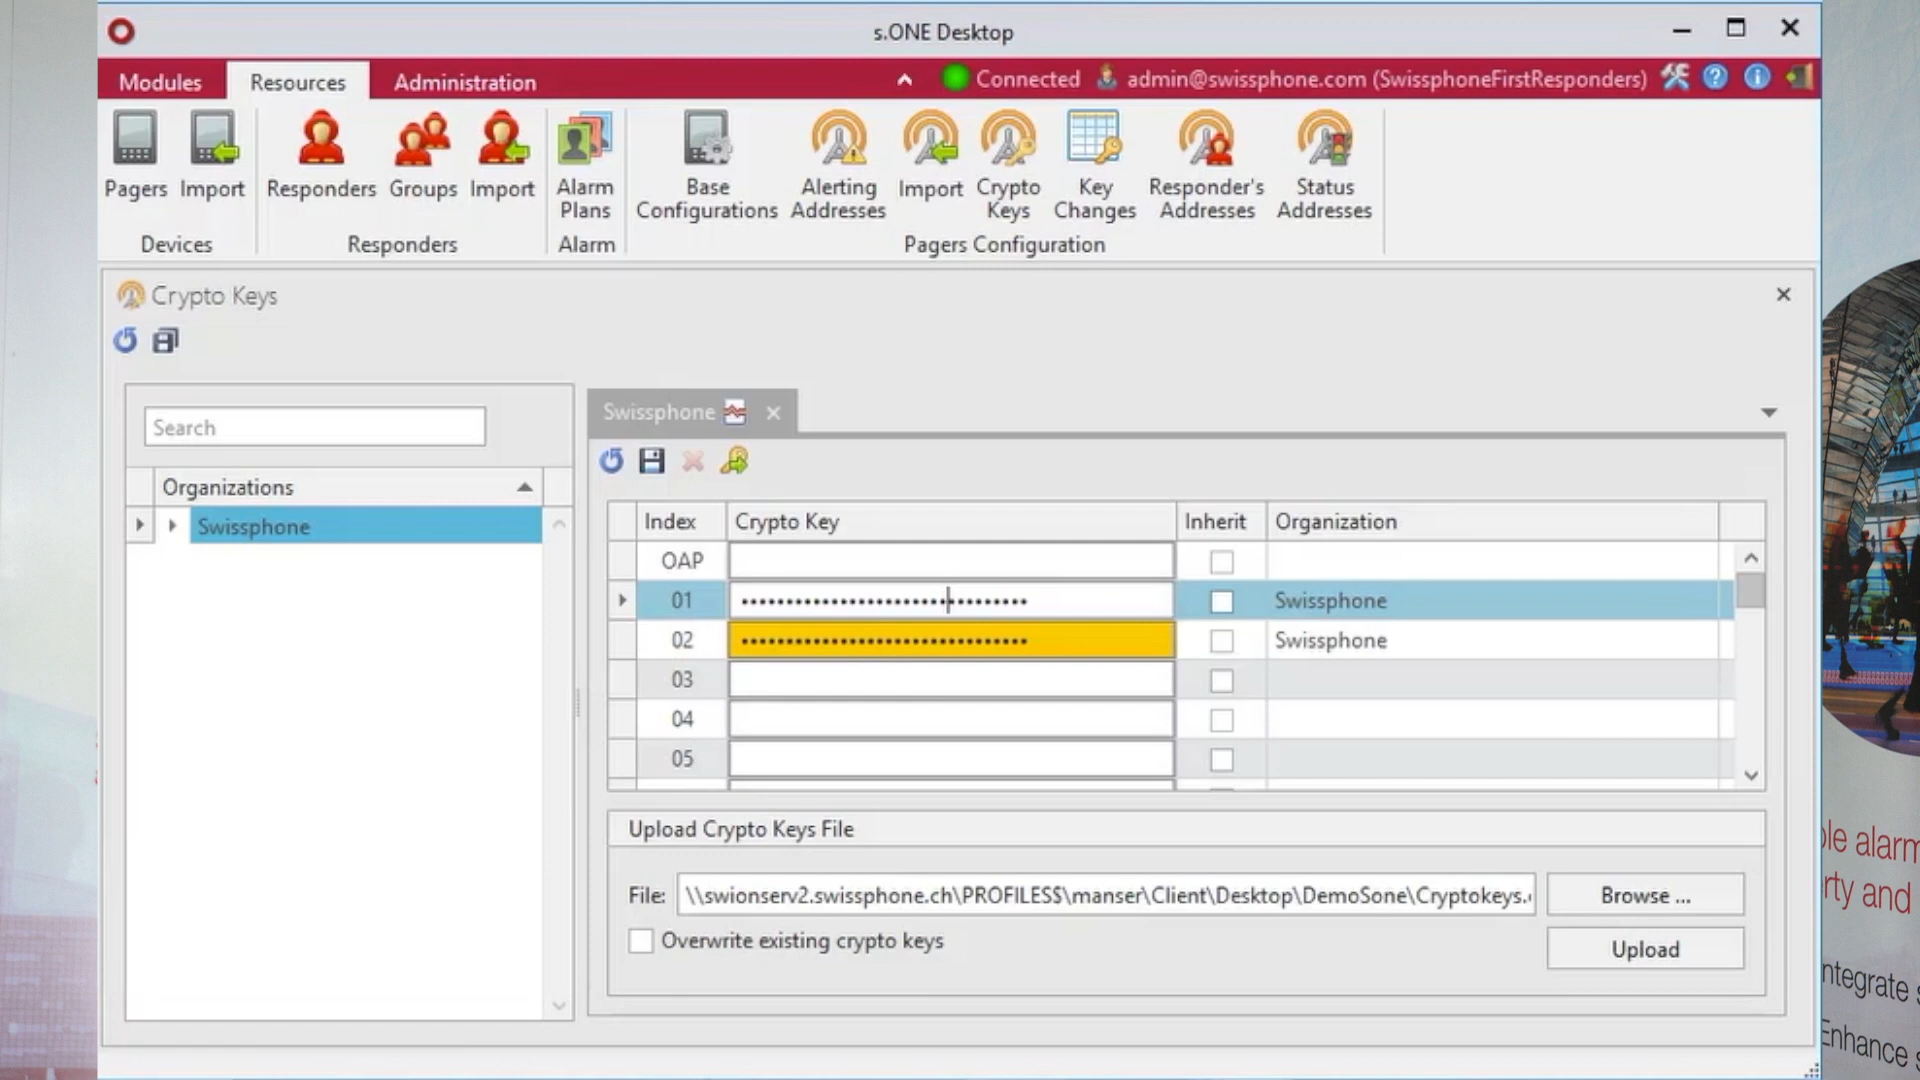 s.ONE Desktop
Modules Resources Administration Connected admin@swissphone.com (SwissphoneFirstResponders)
Pagers Import Responders Groups Import Alarm Plans Base Configurations Alerting Addresses Import Crypto Keys Key Changes Responder's Addresses Status Addresses
Devices Responders Alarm Pagers Configuration
Crypto Keys
Search
Organizations
Swissphone
Swissphone
Index Crypto Key Inherit Organization
OAP
01 •••••••••••••••••••••••••••••••• Swissphone
02 •••••••••••••••••••••••••••••••• Swissphone
03
04
05
Upload Crypto Keys File
File: \\swionserv2.swissphone.ch\PROFILES$\manser\Client\Desktop\DemoSone\Cryptokeys. Browse ...
Overwrite existing crypto keys
Upload
ble alarm
rty and
ntegrate s
Enhance s